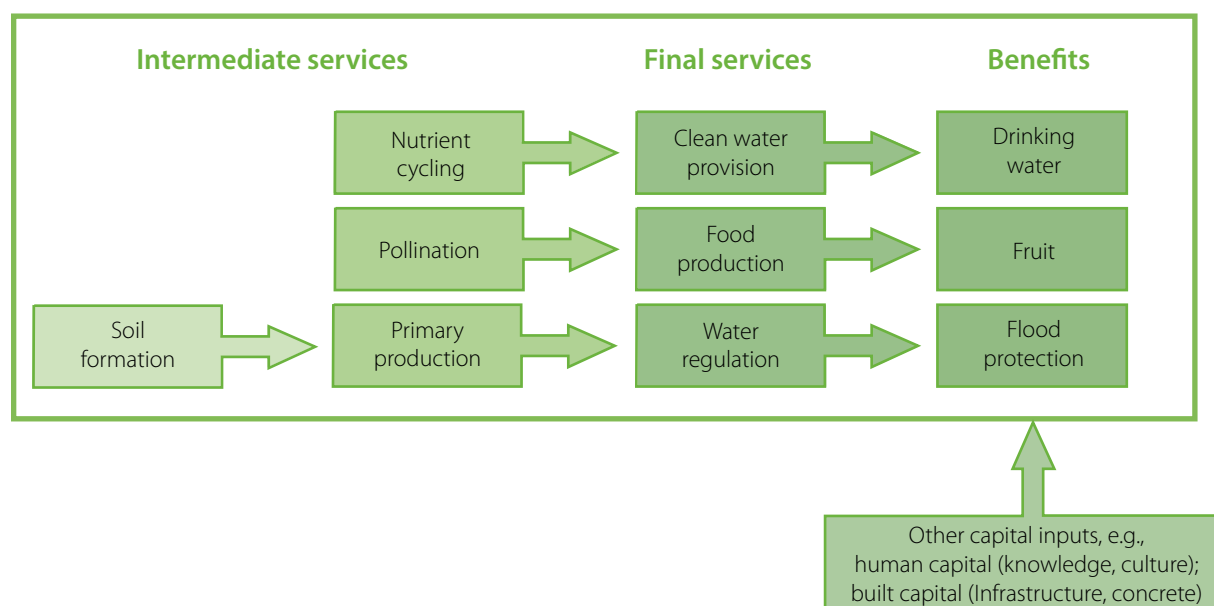 Intermediate services
Final services
Benefits
Nutrient
cycling
Clean water
provision
Drinking
water
Pollination
Food
production
Fruit
Soil
formation
Primary
production
Water
regulation
Flood
protection
Other capital inputs, e.g.,
human capital (knowledge, culture);
built capital (Infrastructure, concrete)